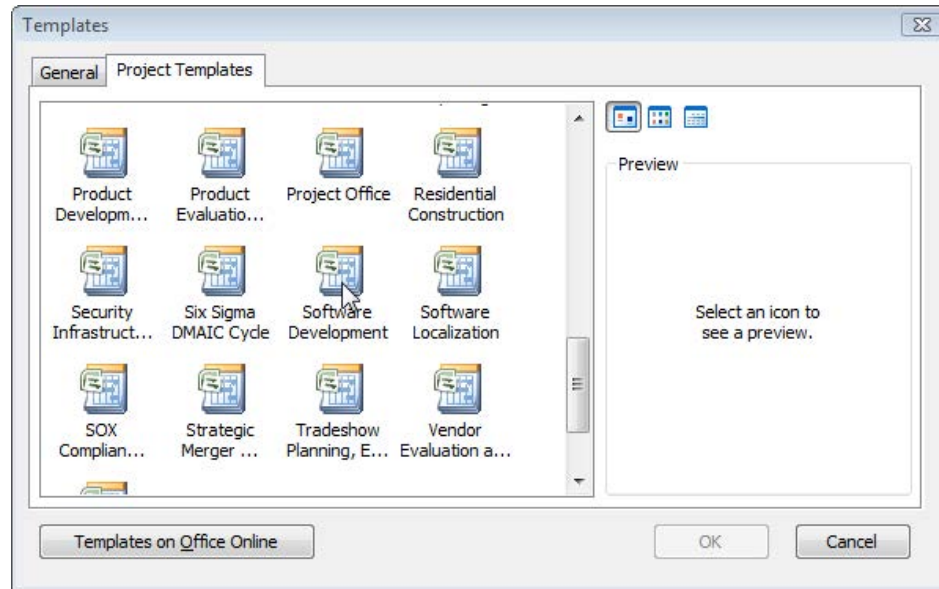 Templates
General
Project Templates
Product
Developm...
Product
Evaluatio...
Project Office
Residential
Construction
Security
Infrastruct...
Six Sigma
DMAIC Cycle
Software
Development
Software
Localization
SOX
Complian...
Strategic
Merger ...
Tradeshow
Planning, E...
Vendor
Evaluation a...
Preview
Select an icon to
see a preview.
Templates on Office Online
OK
Cancel